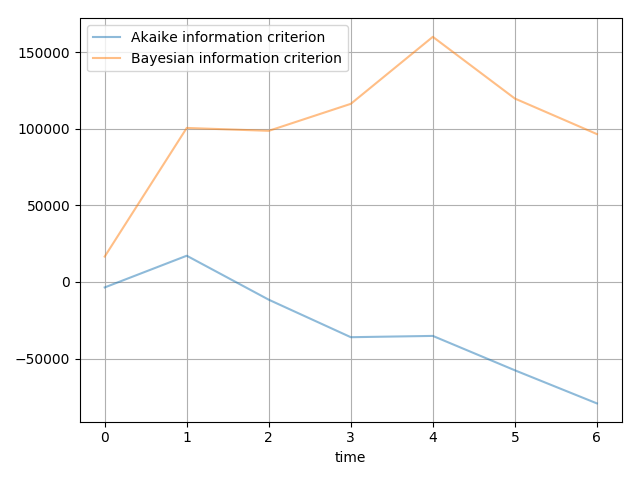 Akaike information criterion
Bayesian information criterion
150000
100000
50000
0
−50000
0 1 2 3 4 5 6
time